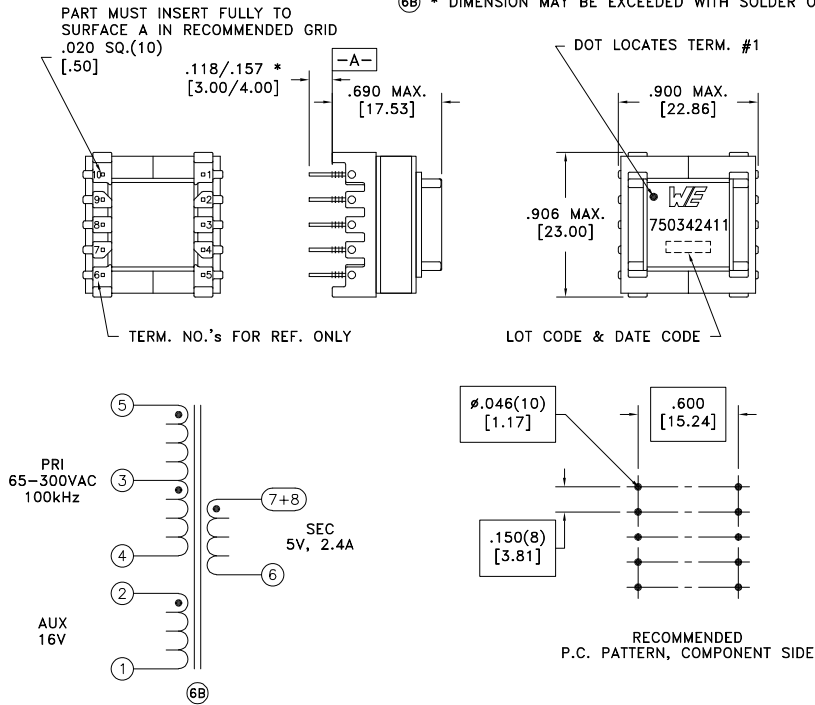 6B * DIMENSION MAY BE EXCEEDED WITH SOLDER O
PART MUST INSERT FULLY TO
SURFACE A IN RECOMMENDED GRID
.020 SQ.(10)
[.50]
.118/.157 *
[3.00/4.00]
-A-
.690 MAX.
[17.53]
DOT LOCATES TERM. #1
.900 MAX.
[22.86]
.906 MAX.
[23.00]
10 1
9 2
8 3
7 4
6 5
WE
750342411
TERM. NO.'s FOR REF. ONLY
LOT CODE & DATE CODE
5
PRI
65-300VAC
100kHz
3
4
2
AUX
16V
1
7+8
SEC
5V, 2.4A
6
6B
ø.046(10)
[1.17]
.600
[15.24]
.150(8)
[3.81]
RECOMMENDED
P.C. PATTERN, COMPONENT SIDE